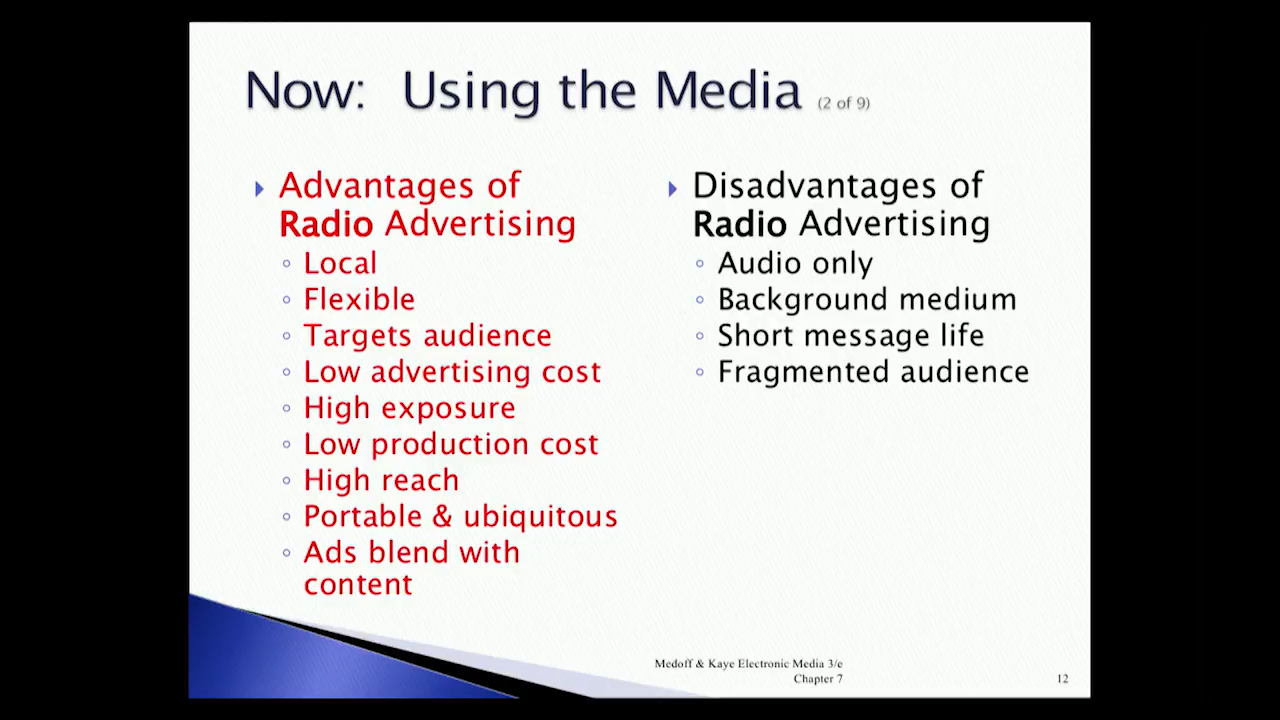 Now: Using the Media (2 of 9)
Advantages of
Radio Advertising
Local
Flexible
Targets audience
Low advertising cost
High exposure
Low production cost
High reach
Portable & ubiquitous
Ads blend with
content
Disadvantages of
Radio Advertising
Audio only
Background medium
Short message life
Fragmented audience
Medoff & Kaye Electronic Media 3/e
Chapter 7
12